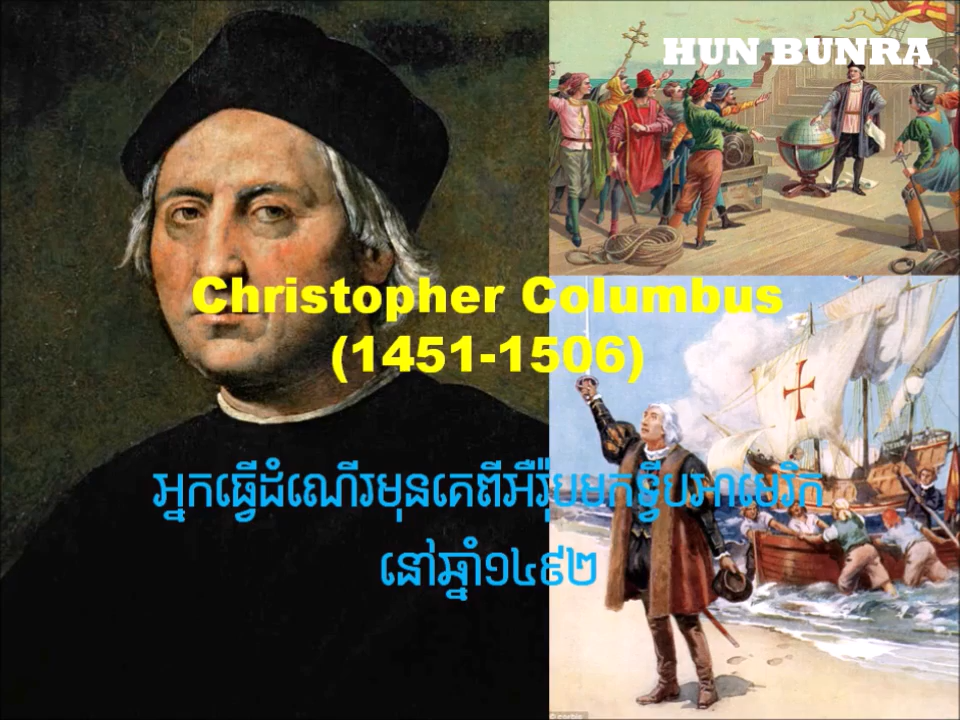 HUN BUNRA
Christopher Columbus
(1451-1506)
អ្នកធ្វើដំណើរមុនគេពីអឺរ៉ុបមកទ្វីបអាមេរិក
នៅឆ្នាំ១៤៩២